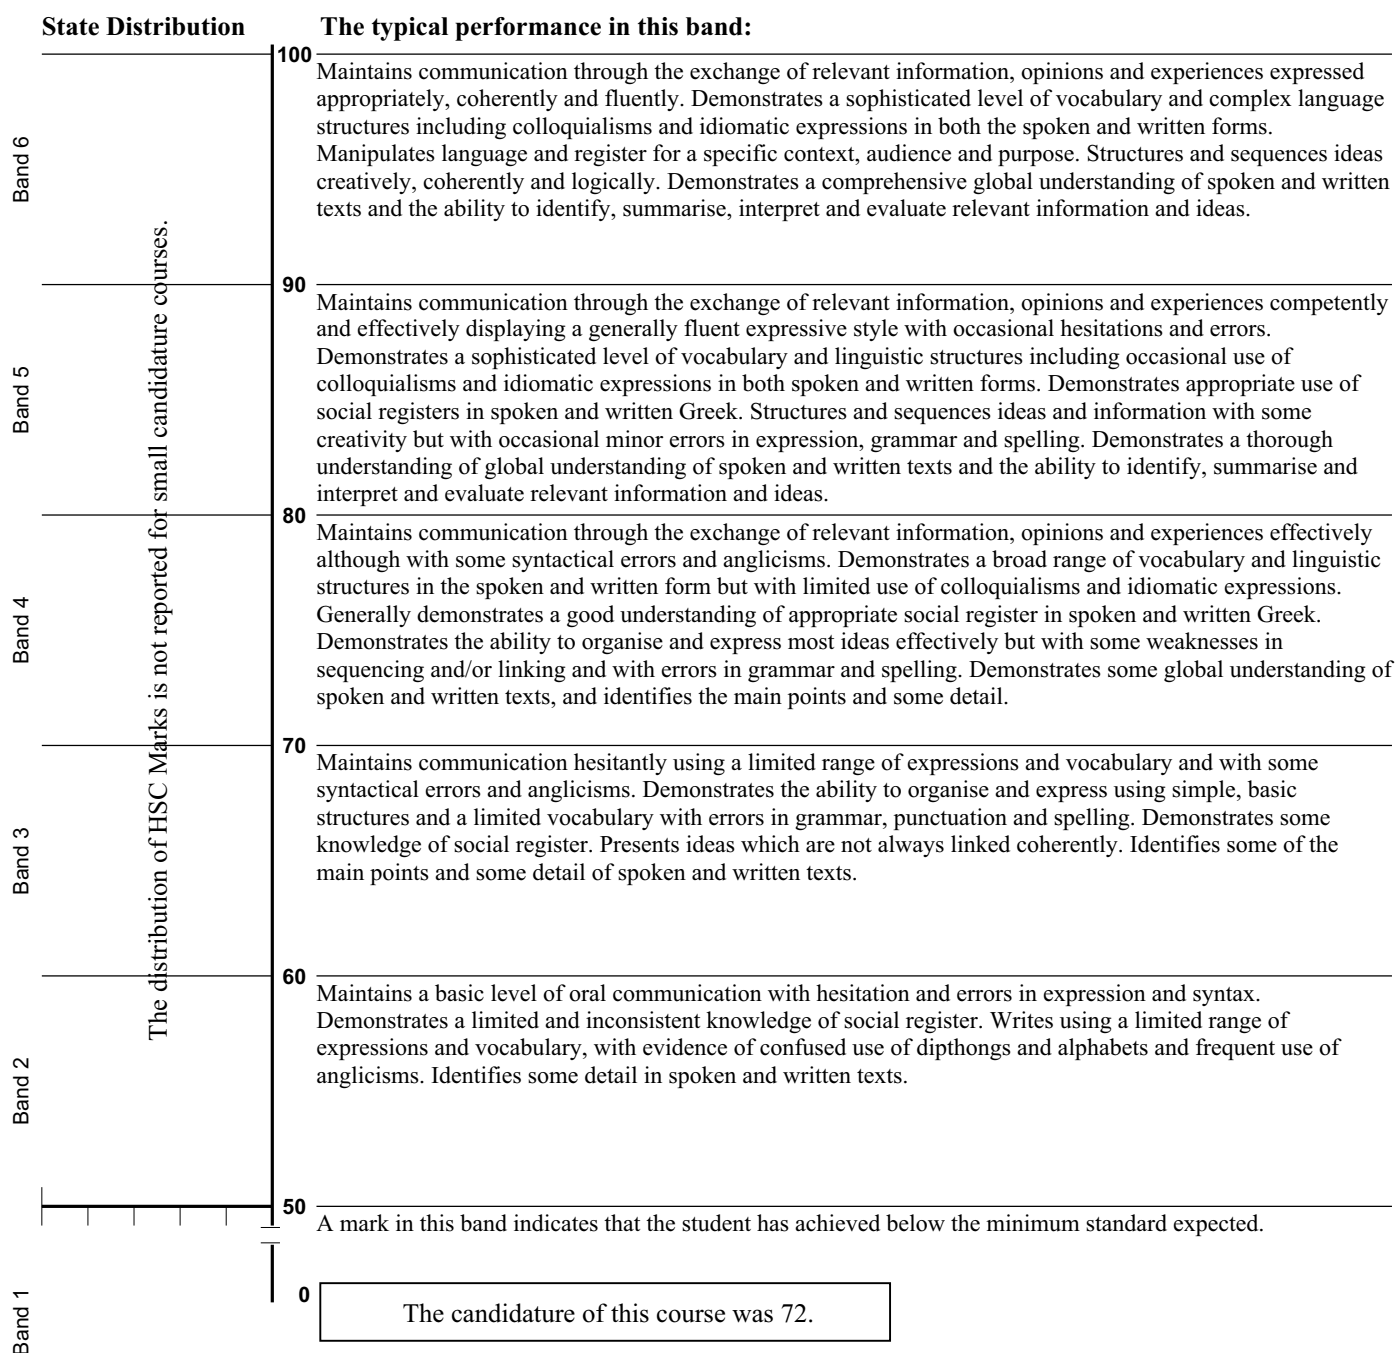 State Distribution
The typical performance in this band:
100
Band 6
Maintains communication through the exchange of relevant information, opinions and experiences expressed
appropriately, coherently and fluently. Demonstrates a sophisticated level of vocabulary and complex language
structures including colloquialisms and idiomatic expressions in both the spoken and written forms.
Manipulates language and register for a specific context, audience and purpose. Structures and sequences ideas
creatively, coherently and logically. Demonstrates a comprehensive global understanding of spoken and written
texts and the ability to identify, summarise, interpret and evaluate relevant information and ideas.
The distribution of HSC Marks is not reported for small candidature courses.
90
Band 5
Maintains communication through the exchange of relevant information, opinions and experiences competently
and effectively displaying a generally fluent expressive style with occasional hesitations and errors.
Demonstrates a sophisticated level of vocabulary and linguistic structures including occasional use of
colloquialisms and idiomatic expressions in both spoken and written forms. Demonstrates appropriate use of
social registers in spoken and written Greek. Structures and sequences ideas and information with some
creativity but with occasional minor errors in expression, grammar and spelling. Demonstrates a thorough
understanding of global understanding of spoken and written texts and the ability to identify, summarise and
interpret and evaluate relevant information and ideas.
80
Band 4
Maintains communication through the exchange of relevant information, opinions and experiences effectively
although with some syntactical errors and anglicisms. Demonstrates a broad range of vocabulary and linguistic
structures in the spoken and written form but with limited use of colloquialisms and idiomatic expressions.
Generally demonstrates a good understanding of appropriate social register in spoken and written Greek.
Demonstrates the ability to organise and express most ideas effectively but with some weaknesses in
sequencing and/or linking and with errors in grammar and spelling. Demonstrates some global understanding of
spoken and written texts, and identifies the main points and some detail.
70
Band 3
Maintains communication hesitantly using a limited range of expressions and vocabulary and with some
syntactical errors and anglicisms. Demonstrates the ability to organise and express using simple, basic
structures and a limited vocabulary with errors in grammar, punctuation and spelling. Demonstrates some
knowledge of social register. Presents ideas which are not always linked coherently. Identifies some of the
main points and some detail of spoken and written texts.
60
Band 2
Maintains a basic level of oral communication with hesitation and errors in expression and syntax.
Demonstrates a limited and inconsistent knowledge of social register. Writes using a limited range of
expressions and vocabulary, with evidence of confused use of dipthongs and alphabets and frequent use of
anglicisms. Identifies some detail in spoken and written texts.
50
A mark in this band indicates that the student has achieved below the minimum standard expected.
Band 1
0
The candidature of this course was 72.